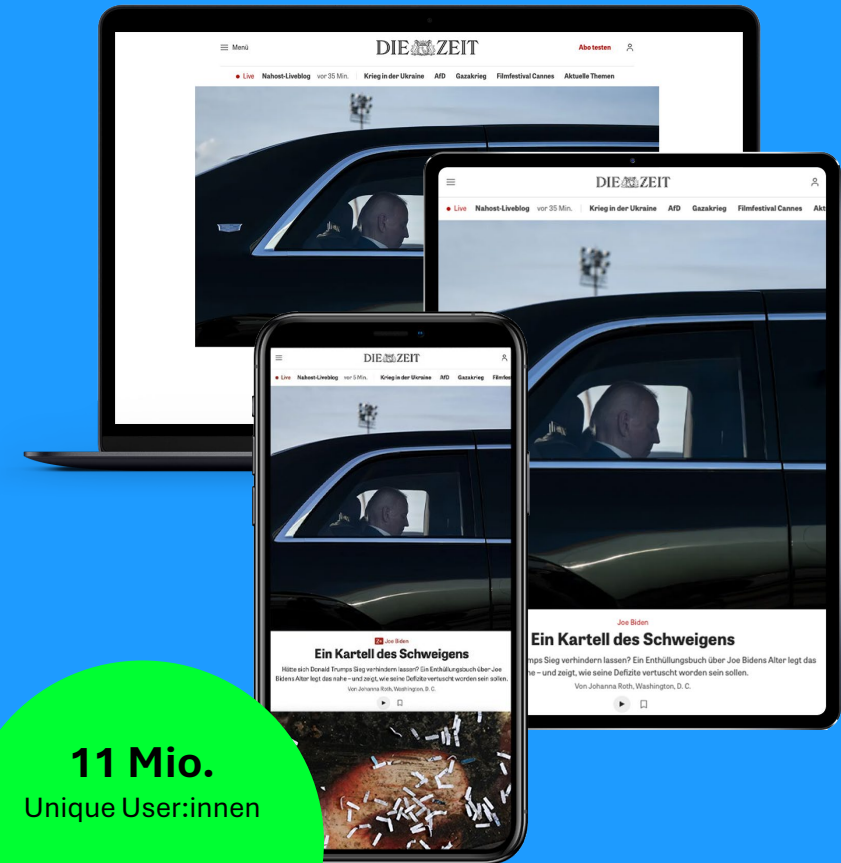 Menü
DIE ZEIT
Abo testen
Live Nahost-Liveblog vor 35 Min. Krieg in der Ukraine AfD Gazakrieg Filmfestival Cannes Aktuelle Themen
DIE ZEIT
Live Nahost-Liveblog vor 35 Min. Krieg in der Ukraine AfD Gazakrieg Filmfestival Cannes Akt
Joe Biden
Ein Kartell des Schweigens
mps Sieg verhindern lassen? Ein Enthüllungsbuch über Joe Bidens Alter legt das
he – und zeigt, wie seine Defizite vertuscht worden sein sollen.
Von Johanna Roth, Washington, D. C.
DIE ZEIT
Live Nahost-Liveblog vor 5 Min. Krieg in der Ukraine AfD Gazakrieg Filmfes
Z+ Joe Biden
Ein Kartell des Schweigens
Hätte sich Donald Trumps Sieg verhindern lassen? Ein Enthüllungsbuch über Joe
Bidens Alter legt das nahe – und zeigt, wie seine Defizite vertuscht worden sein sollen.
Von Johanna Roth, Washington, D. C.
11 Mio.
Unique User:innen